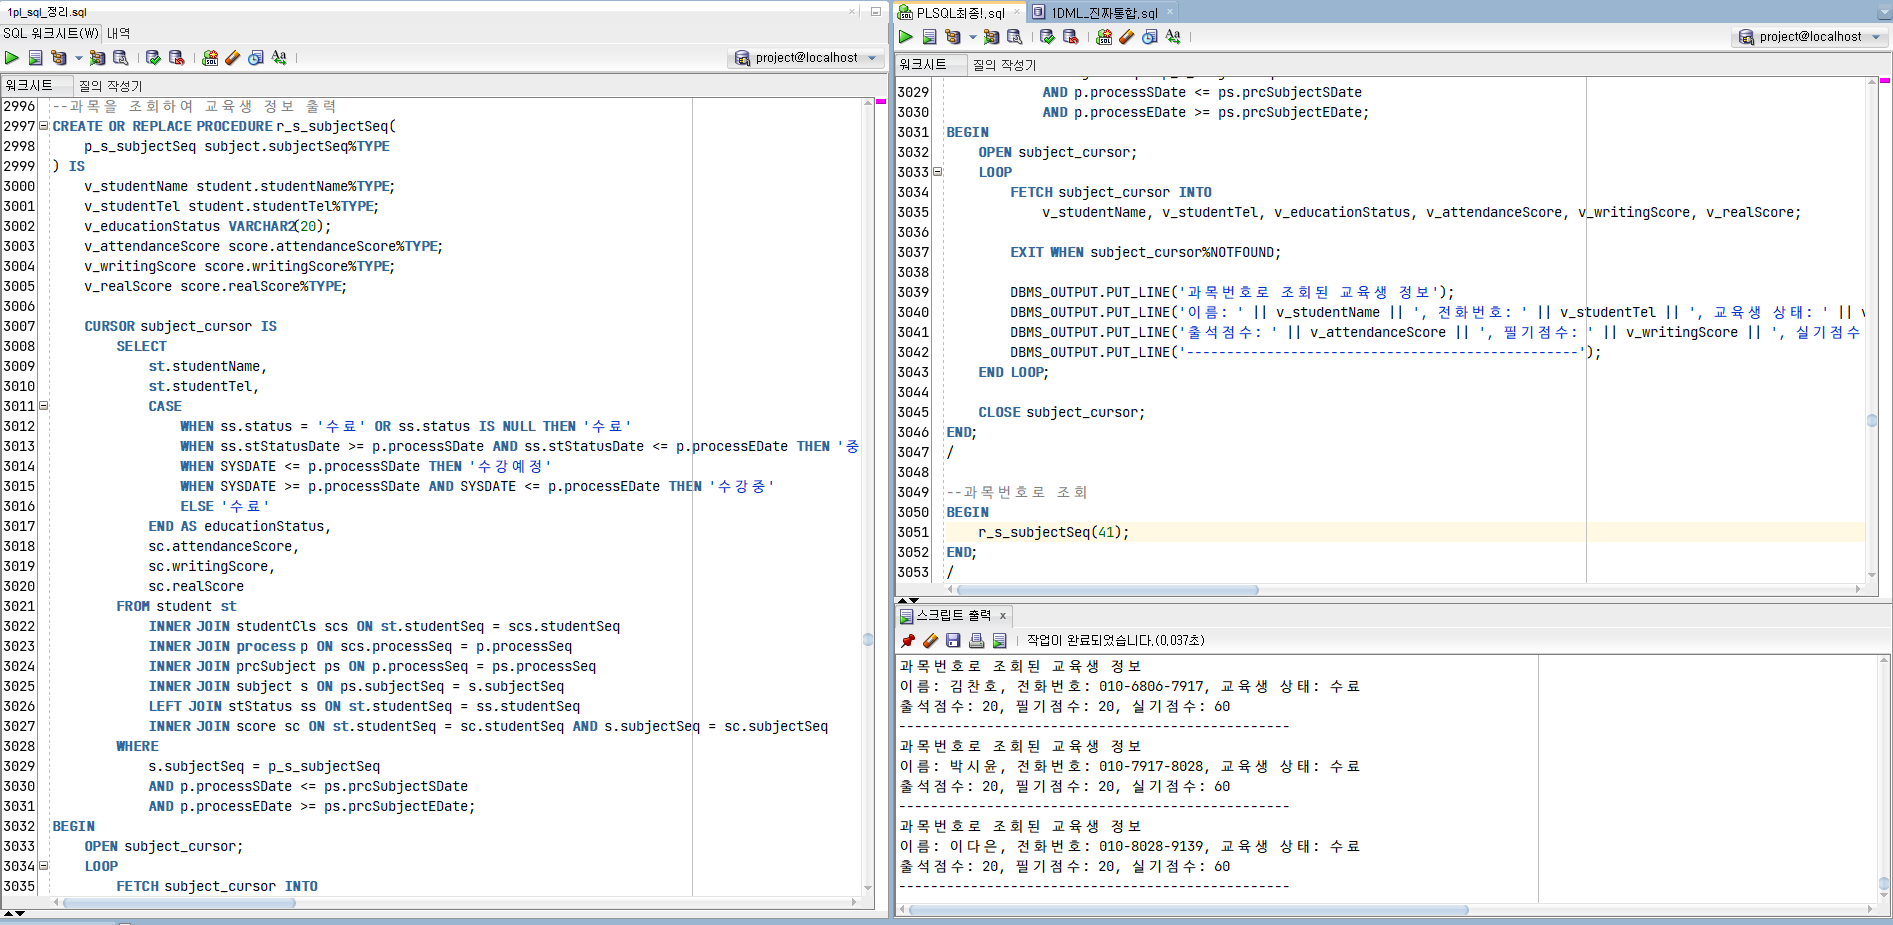 1pl_sql_정리.sql
SQL 워크시트(W) 내역
project@localhost
워크시트 질의 작성기
2996 --과목을 조회하여 교육생 정보 출력
2997 CREATE OR REPLACE PROCEDURE r_s_subjectSeq(
2998 p_s_subjectSeq subject.subjectSeq%TYPE
2999 ) IS
3000 v_studentName student.studentName%TYPE;
3001 v_studentTel student.studentTel%TYPE;
3002 v_educationStatus VARCHAR2(20);
3003 v_attendanceScore score.attendanceScore%TYPE;
3004 v_writingScore score.writingScore%TYPE;
3005 v_realScore score.realScore%TYPE;
3006
3007 CURSOR subject_cursor IS
3008 SELECT
3009 st.studentName,
3010 st.studentTel,
3011 CASE
3012 WHEN ss.status = '수료' OR ss.status IS NULL THEN '수료'
3013 WHEN ss.stStatusDate >= p.processSDate AND ss.stStatusDate <= p.processEDate THEN '중
3014 WHEN SYSDATE <= p.processSDate THEN '수강예정'
3015 WHEN SYSDATE >= p.processSDate AND SYSDATE <= p.processEDate THEN '수강중'
3016 ELSE '수료'
3017 END AS educationStatus,
3018 sc.attendanceScore,
3019 sc.writingScore,
3020 sc.realScore
3021 FROM student st
3022 INNER JOIN studentCls scs ON st.studentSeq = scs.studentSeq
3023 INNER JOIN process p ON scs.processSeq = p.processSeq
3024 INNER JOIN prcSubject ps ON p.processSeq = ps.processSeq
3025 INNER JOIN subject s ON ps.subjectSeq = s.subjectSeq
3026 LEFT JOIN stStatus ss ON st.studentSeq = ss.studentSeq
3027 INNER JOIN score sc ON st.studentSeq = sc.studentSeq AND s.subjectSeq = sc.subjectSeq
3028 WHERE
3029 s.subjectSeq = p_s_subjectSeq
3030 AND p.processSDate <= ps.prcSubjectSDate
3031 AND p.processEDate >= ps.prcSubjectEDate;
3032 BEGIN
3033 OPEN subject_cursor;
3034 LOOP
3035 FETCH subject_cursor INTO
PLSQL최종!.sql 1DML_진짜통합.sql
project@localhost
워크시트 질의 작성기
3029 AND p.processSDate <= ps.prcSubjectSDate
3030 AND p.processEDate >= ps.prcSubjectEDate;
3031 BEGIN
3032 OPEN subject_cursor;
3033 LOOP
3034 FETCH subject_cursor INTO
3035 v_studentName, v_studentTel, v_educationStatus, v_attendanceScore, v_writingScore, v_realScore;
3036
3037 EXIT WHEN subject_cursor%NOTFOUND;
3038
3039 DBMS_OUTPUT.PUT_LINE('과목번호로 조회된 교육생 정보');
3040 DBMS_OUTPUT.PUT_LINE('이름: ' || v_studentName || ', 전화번호: ' || v_studentTel || ', 교육생 상태: ' || v
3041 DBMS_OUTPUT.PUT_LINE('출석점수: ' || v_attendanceScore || ', 필기점수: ' || v_writingScore || ', 실기점수
3042 DBMS_OUTPUT.PUT_LINE('-------------------------------------------------');
3043 END LOOP;
3044
3045 CLOSE subject_cursor;
3046 END;
3047 /
3048
3049 --과목번호로 조회
3050 BEGIN
3051 r_s_subjectSeq(41);
3052 END;
3053 /
스크립트 출력 x
작업이 완료되었습니다.(0.037초)
과목번호로 조회된 교육생 정보
이름: 김찬호, 전화번호: 010-6806-7917, 교육생 상태: 수료
출석점수: 20, 필기점수: 20, 실기점수: 60
-------------------------------------------------
과목번호로 조회된 교육생 정보
이름: 박시윤, 전화번호: 010-7917-8028, 교육생 상태: 수료
출석점수: 20, 필기점수: 20, 실기점수: 60
-------------------------------------------------
과목번호로 조회된 교육생 정보
이름: 이다은, 전화번호: 010-8028-9139, 교육생 상태: 수료
출석점수: 20, 필기점수: 20, 실기점수: 60
-------------------------------------------------